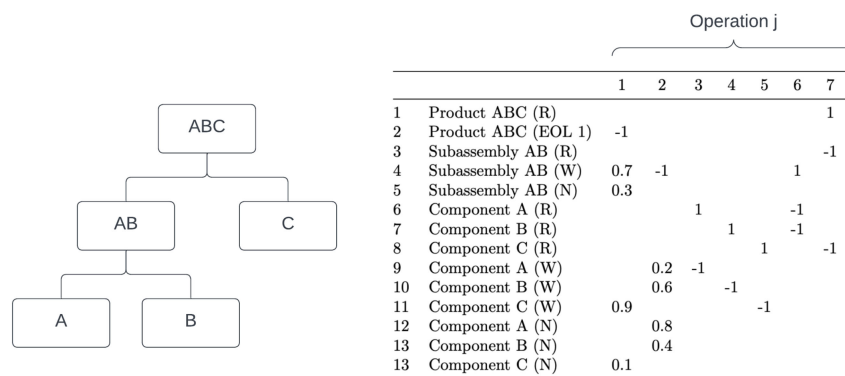 Operation j
ABC
AB
C
A
B
1 2 3 4 5 6 7
1 Product ABC (R) 1
2 Product ABC (EOL 1) -1
3 Subassembly AB (R) -1
4 Subassembly AB (W) 0.7 -1 1
5 Subassembly AB (N) 0.3
6 Component A (R) 1 -1
7 Component B (R) 1 -1
8 Component C (R) 1 -1
9 Component A (W) 0.2 -1
10 Component B (W) 0.6 -1
11 Component C (W) 0.9 -1
12 Component A (N) 0.8
13 Component B (N) 0.4
13 Component C (N) 0.1